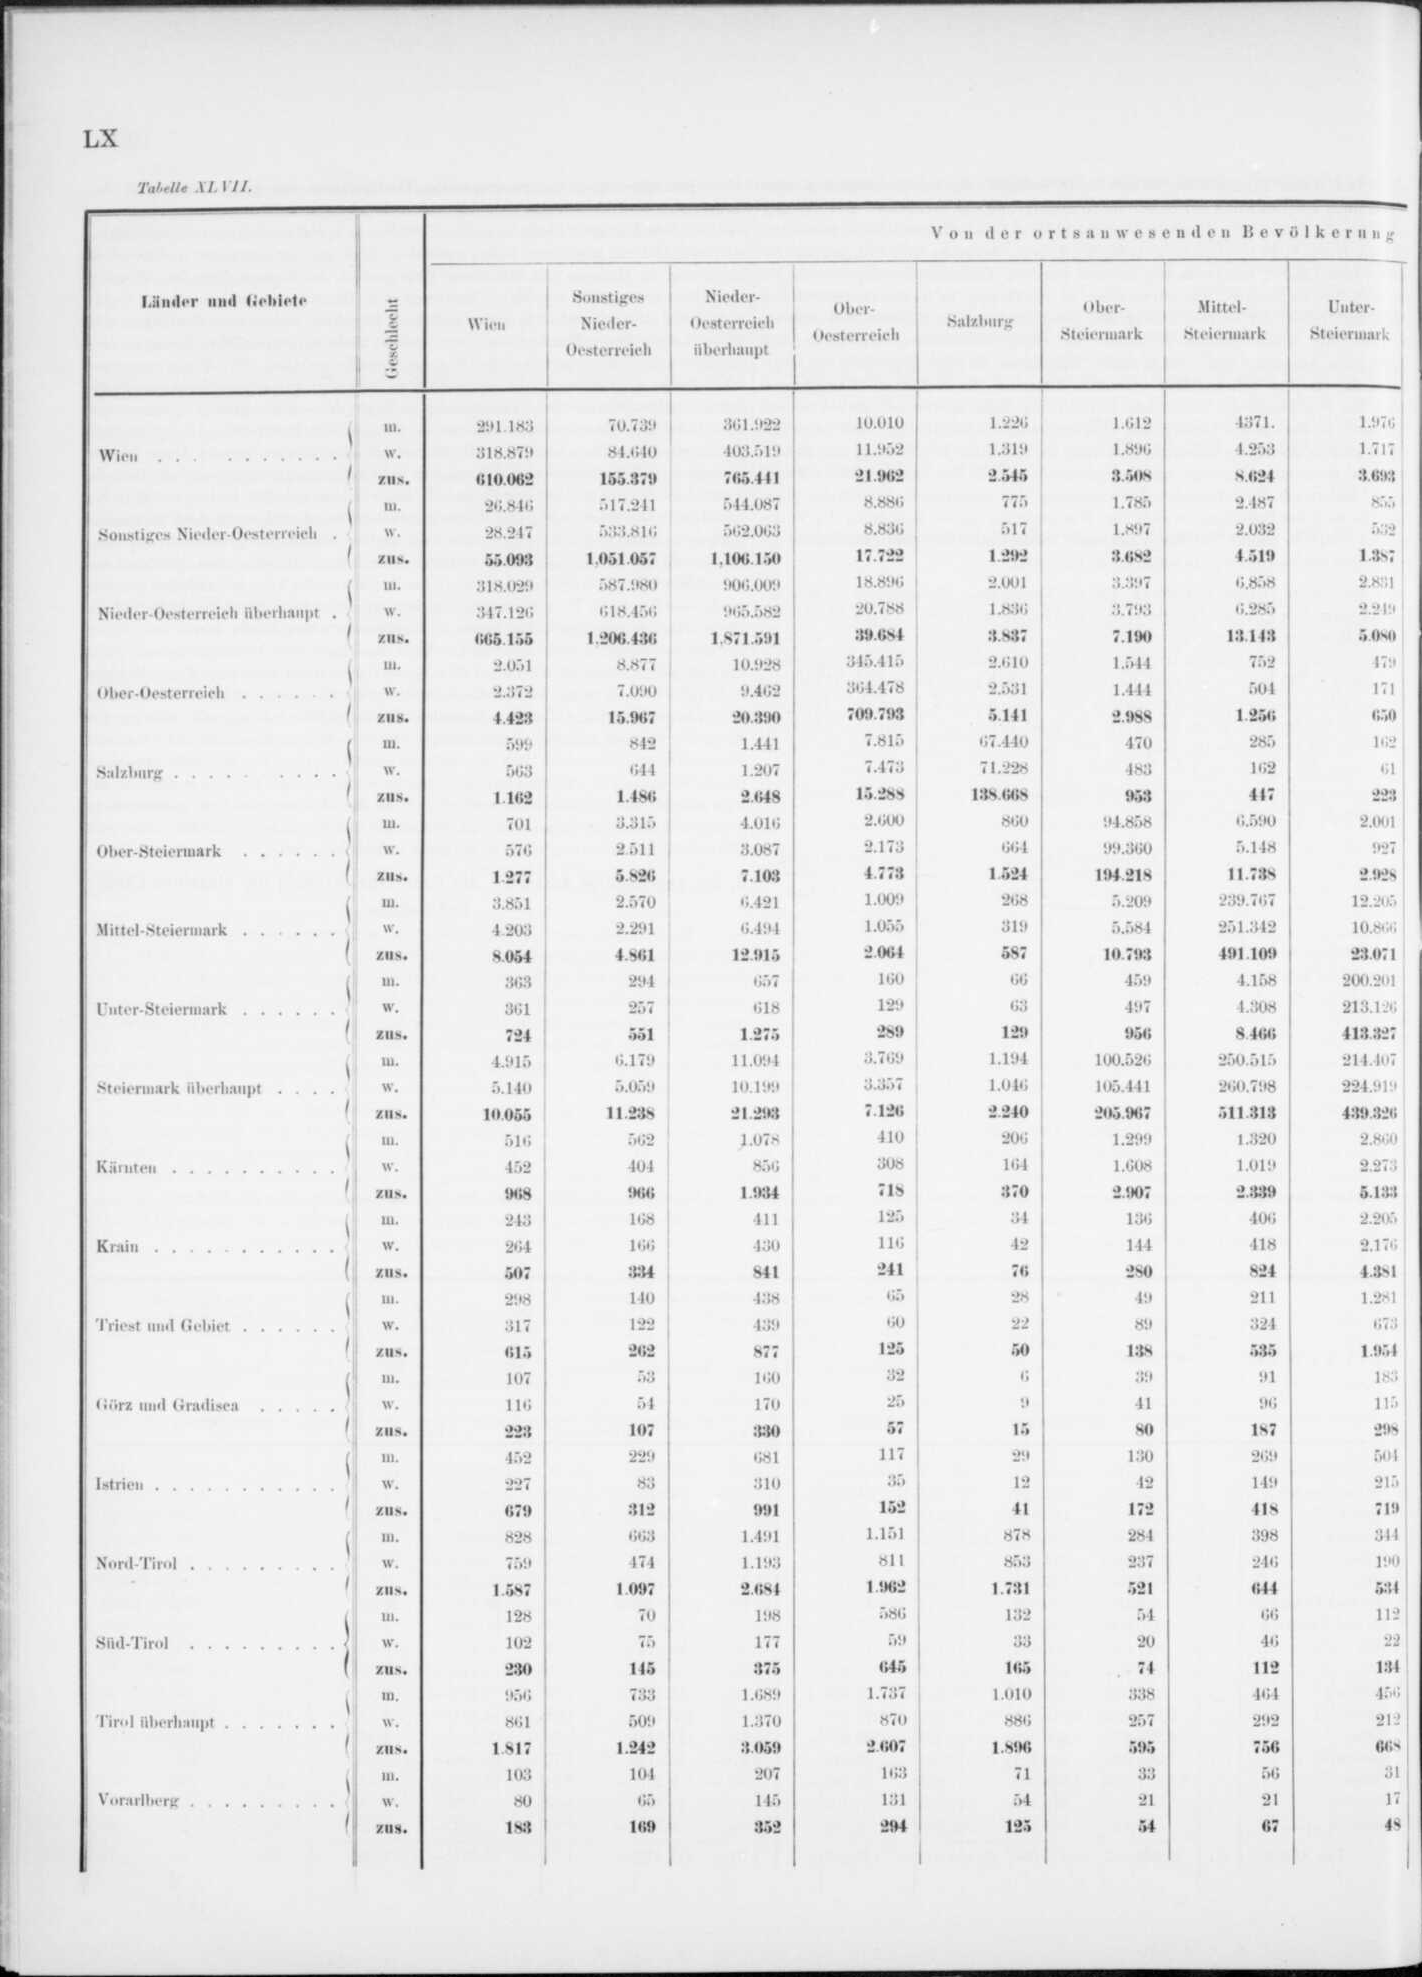 LX
Tabelle XLVII.
Länder und Gebiete Geschlecht Von der ortsanwesenden Bevölkerung
Wien Sonstiges Nieder-Oesterreich Nieder-Oesterreich überhaupt Ober-Oesterreich Salzburg Ober-Steiermark Mittel-Steiermark Unter-Steiermark
m. 291.183 70.739 361.922 10.010 1.226 1.612 4371. 1.976
Wien . . . . . . . . . . . w. 318.879 84.640 403.519 11.952 1.319 1.896 4.253 1.717
zus. 610.062 155.379 765.441 21.962 2.545 3.508 8.624 3.693
m. 26.846 517.241 544.087 8.886 775 1.785 2.487 855
Sonstiges Nieder-Oesterreich . w. 28.247 533.816 562.063 8.836 517 1.897 2.032 532
zus. 55.093 1,051.057 1,106.150 17.722 1.292 3.682 4.519 1.387
m. 318.029 587.980 906.009 18.896 2.001 3.397 6.858 2.831
Nieder-Oesterreich überhaupt . w. 347.126 618.456 965.582 20.788 1.836 3.793 6.285 2.249
zus. 665.155 1,206.436 1,871.591 39.684 3.837 7.190 13.143 5.080
m. 2.051 8.877 10.928 345.415 2.610 1.544 752 479
Ober-Oesterreich . . . . . . w. 2.372 7.090 9.462 364.478 2.531 1.444 504 171
zus. 4.423 15.967 20.390 709.793 5.141 2.988 1.256 650
m. 599 842 1.441 7.815 67.440 470 285 162
Salzburg . . . . . . . . . w. 563 644 1.207 7.473 71.228 483 162 61
zus. 1.162 1.486 2.648 15.288 138.668 953 447 223
m. 701 3.315 4.016 2.600 860 94.858 6.590 2.001
Ober-Steiermark . . . . . . w. 576 2.511 3.087 2.173 664 99.360 5.148 927
zus. 1.277 5.826 7.103 4.773 1.524 194.218 11.738 2.928
m. 3.851 2.570 6.421 1.009 268 5.209 239.767 12.205
Mittel-Steiermark . . . . . . w. 4.203 2.291 6.494 1.055 319 5.584 251.342 10.866
zus. 8.054 4.861 12.915 2.064 587 10.793 491.109 23.071
m. 363 294 657 160 66 459 4.158 200.201
Unter-Steiermark . . . . . . w. 361 257 618 129 63 497 4.308 213.126
zus. 724 551 1.275 289 129 956 8.466 413.327
m. 4.915 6.179 11.094 3.769 1.194 100.526 250.515 214.407
Steiermark überhaupt . . . . w. 5.140 5.059 10.199 3.357 1.046 105.441 260.798 224.919
zus. 10.055 11.238 21.293 7.126 2.240 205.967 511.313 439.326
m. 516 562 1.078 410 206 1.299 1.320 2.860
Kärnten . . . . . . . . . . w. 452 404 856 308 164 1.608 1.019 2.273
zus. 968 966 1.934 718 370 2.907 2.339 5.133
m. 243 168 411 125 34 136 406 2.205
Krain . . . . . . . . . . . w. 264 166 430 116 42 144 418 2.176
zus. 507 334 841 241 76 280 824 4.381
m. 298 140 438 65 28 49 211 1.281
Triest und Gebiet . . . . . . w. 317 122 439 60 22 89 324 673
zus. 615 262 877 125 50 138 535 1.954
m. 107 53 160 32 6 39 91 183
Görz und Gradisca . . . . . w. 116 54 170 25 9 41 96 115
zus. 223 107 330 57 15 80 187 298
m. 452 229 681 117 29 130 269 504
Istrien . . . . . . . . . . . w. 227 83 310 35 12 42 149 215
zus. 679 312 991 152 41 172 418 719
m. 828 663 1.491 1.151 878 284 398 344
Nord-Tirol . . . . . . . . . w. 759 474 1.193 811 853 237 246 190
zus. 1.587 1.097 2.684 1.962 1.731 521 644 534
m. 128 70 198 586 132 54 66 112
Süd-Tirol . . . . . . . . . w. 102 75 177 59 33 20 46 22
zus. 230 145 375 645 165 74 112 134
m. 956 733 1.689 1.737 1.010 338 464 456
Tirol überhaupt . . . . . . . w. 861 509 1.370 870 886 257 292 212
zus. 1.817 1.242 3.059 2.607 1.896 595 756 668
m. 103 104 207 163 71 33 56 31
Vorarlberg . . . . . . . . . w. 80 65 145 131 54 21 21 17
zus. 183 169 352 294 125 54 67 48